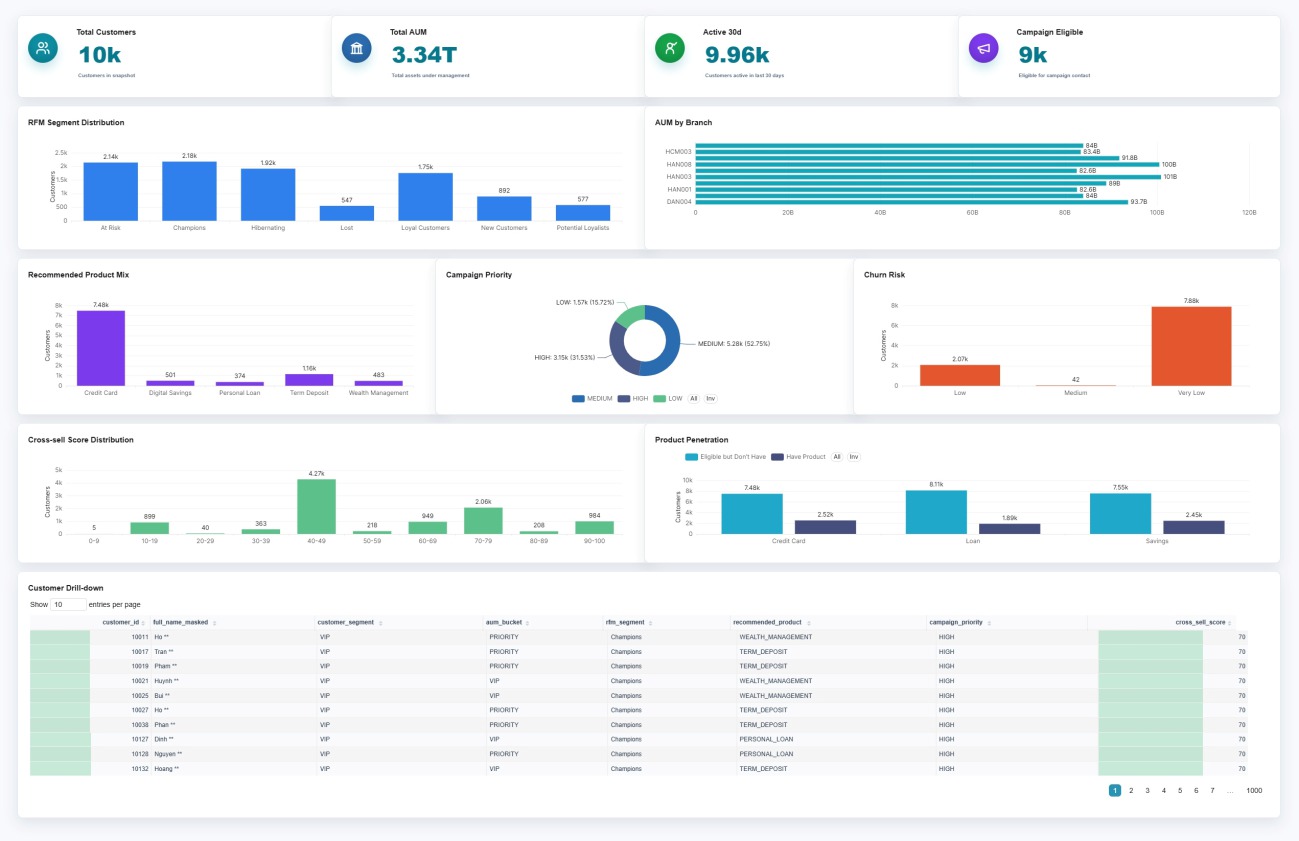 Total Customers
10k
Customers in snapshot
Total AUM
3.34T
Total assets under management
Active 30d
9.96k
Customers active in last 30 days
Campaign Eligible
9k
Eligible for campaign contact
RFM Segment Distribution
Customers
2.5k
2k
1.5k
1k
500
0
2.14k
2.18k
1.92k
547
1.75k
892
577
At Risk
Champions
Hibernating
Lost
Loyal Customers
New Customers
Potential Loyalists
AUM by Branch
84B
HCM003 83.4B
91.8B
HAN008 100B
82.6B
HAN003 101B
89B
HAN001 82.6B
84B
DAN004 93.7B
0 20B 40B 60B 80B 100B 120B
Recommended Product Mix
Customers
8k
7k
6k
5k
4k
3k
2k
1k
0
7.48k
501
374
1.16k
483
Credit Card
Digital Savings
Personal Loan
Term Deposit
Wealth Management
Campaign Priority
LOW: 1.57k (15.72%)
MEDIUM: 5.28k (52.75%)
HIGH: 3.15k (31.53%)
MEDIUM HIGH LOW All Inv
Churn Risk
Customers
8k
6k
4k
2k
0
2.07k
42
7.88k
Low
Medium
Very Low
Cross-sell Score Distribution
Customers
5k
4k
3k
2k
1k
0
5
899
40
363
4.27k
218
949
2.06k
208
984
0-9 10-19 20-29 30-39 40-49 50-59 60-69 70-79 80-89 90-100
Product Penetration
Eligible but Don't Have Have Product All Inv
Customers
10k
8k
6k
4k
2k
0
7.48k
2.52k
8.11k
1.89k
7.55k
2.45k
Credit Card
Loan
Savings
Customer Drill-down
Show 10 entries per page
customer_id full_name_masked customer_segment aum_bucket rfm_segment recommended_product campaign_priority cross_sell_score
10011 Ho ** VIP PRIORITY Champions WEALTH_MANAGEMENT HIGH 70
10017 Tran ** VIP PRIORITY Champions TERM_DEPOSIT HIGH 70
10019 Pham ** VIP PRIORITY Champions TERM_DEPOSIT HIGH 70
10021 Huynh ** VIP VIP Champions WEALTH_MANAGEMENT HIGH 70
10025 Bui ** VIP VIP Champions WEALTH_MANAGEMENT HIGH 70
10027 Ho ** VIP PRIORITY Champions TERM_DEPOSIT HIGH 70
10038 Phan ** VIP PRIORITY Champions TERM_DEPOSIT HIGH 70
10127 Dinh ** VIP VIP Champions PERSONAL_LOAN HIGH 70
10128 Nguyen ** VIP PRIORITY Champions PERSONAL_LOAN HIGH 70
10132 Hoang ** VIP VIP Champions TERM_DEPOSIT HIGH 70
1 2 3 4 5 6 7 ... 1000